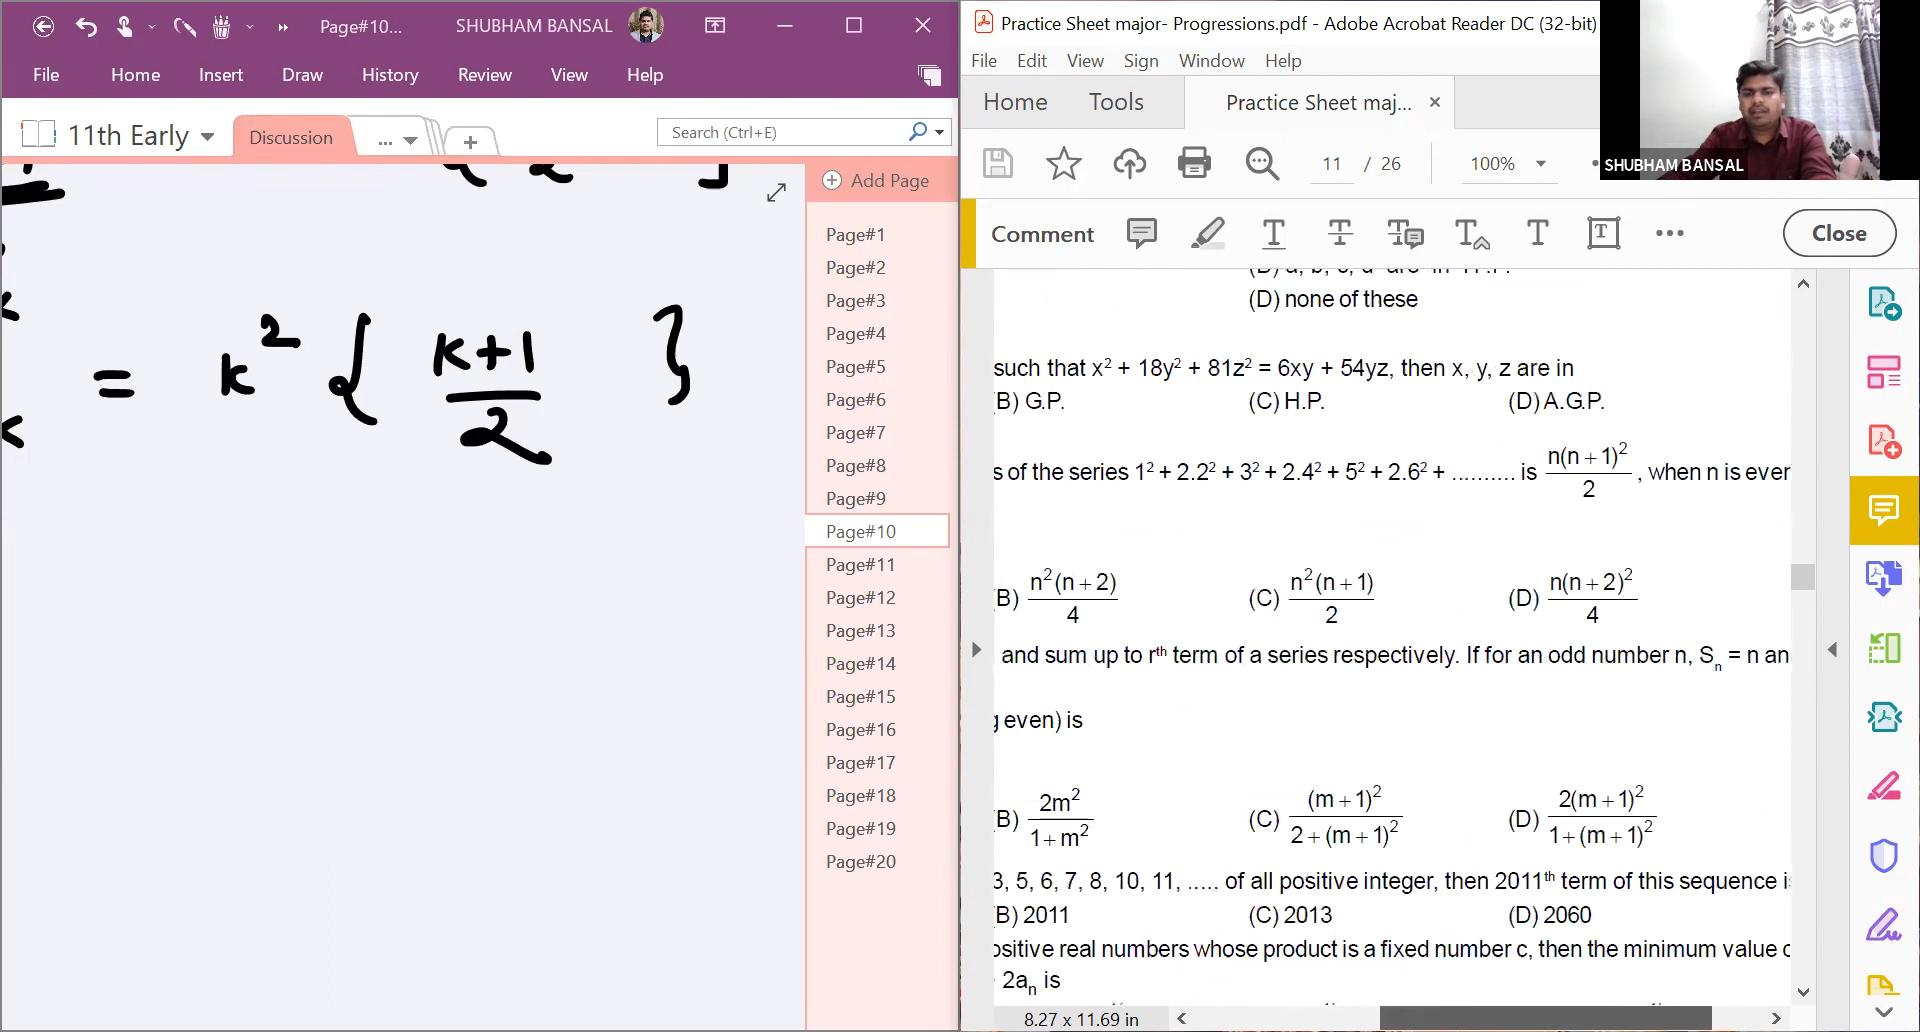 Page#10...
SHUBHAM BANSAL
File Home Insert Draw History Review View Help
11th Early
Discussion
...
Search (Ctrl+E)
Add Page
= k² { k+1 / 2 }
Page#1
Page#2
Page#3
Page#4
Page#5
Page#6
Page#7
Page#8
Page#9
Page#10
Page#11
Page#12
Page#13
Page#14
Page#15
Page#16
Page#17
Page#18
Page#19
Page#20
Practice Sheet major- Progressions.pdf - Adobe Acrobat Reader DC (32-bit)
File Edit View Sign Window Help
Home Tools Practice Sheet maj...
11 / 26 100%
SHUBHAM BANSAL
Comment Close
(D) none of these
such that x² + 18y² + 81z² = 6xy + 54yz, then x, y, z are in
(B) G.P. (C) H.P. (D) A.G.P.
s of the series 1² + 2.2² + 3² + 2.4² + 5² + 2.6² + .......... is n(n+1)²/2 , when n is ever
(B) n²(n+2)/4 (C) n²(n+1)/2 (D) n(n+2)²/4
and sum up to rᵗʰ term of a series respectively. If for an odd number n, Sₙ = n an
g even) is
(B) 2m²/1+m² (C) (m+1)²/2+(m+1)² (D) 2(m+1)²/1+(m+1)²
3, 5, 6, 7, 8, 10, 11, ..... of all positive integer, then 2011ᵗʰ term of this sequence i
(B) 2011 (C) 2013 (D) 2060
ositive real numbers whose product is a fixed number c, then the minimum value o
2aₙ is
8.27 x 11.69 in